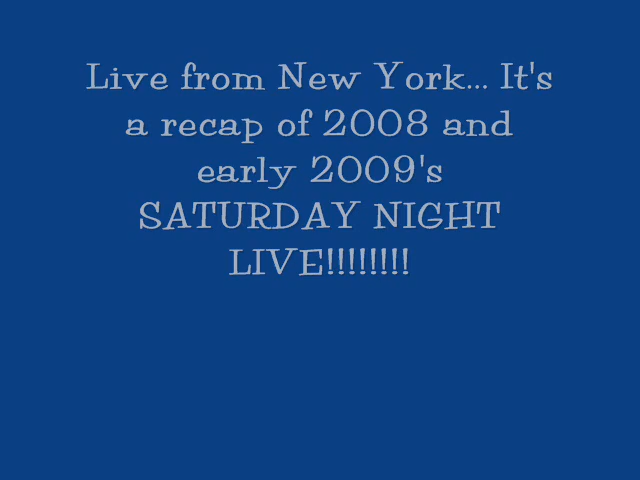 Live from New York... It's
a recap of 2008 and
early 2009's
SATURDAY NIGHT
LIVE!!!!!!!!